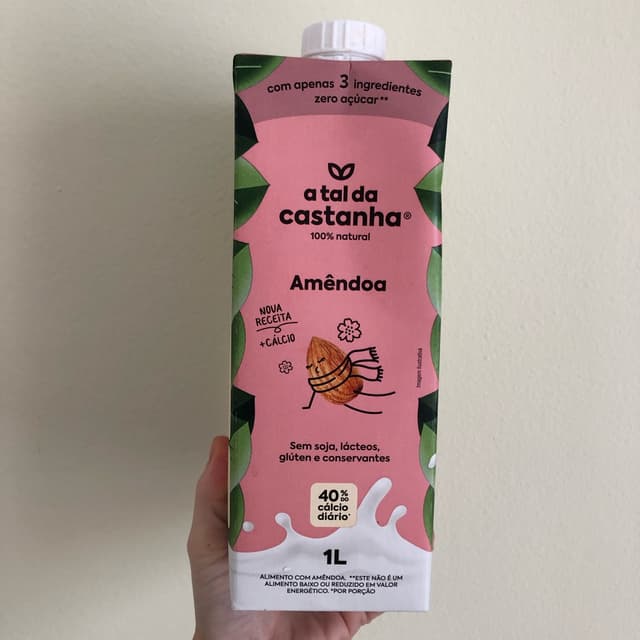 com apenas 3 ingredientes
zero açúcar**
a tal da
castanha®
100% natural
Amêndoa
NOVA
RECEITA
+CÁLCIO
Imagem ilustrativa
Sem soja, lácteos,
glúten e conservantes
40% DO
cálcio
diário*
1L
ALIMENTO COM AMÊNDOA. **ESTE NÃO É UM
ALIMENTO BAIXO OU REDUZIDO EM VALOR
ENERGÉTICO. *POR PORÇÃO